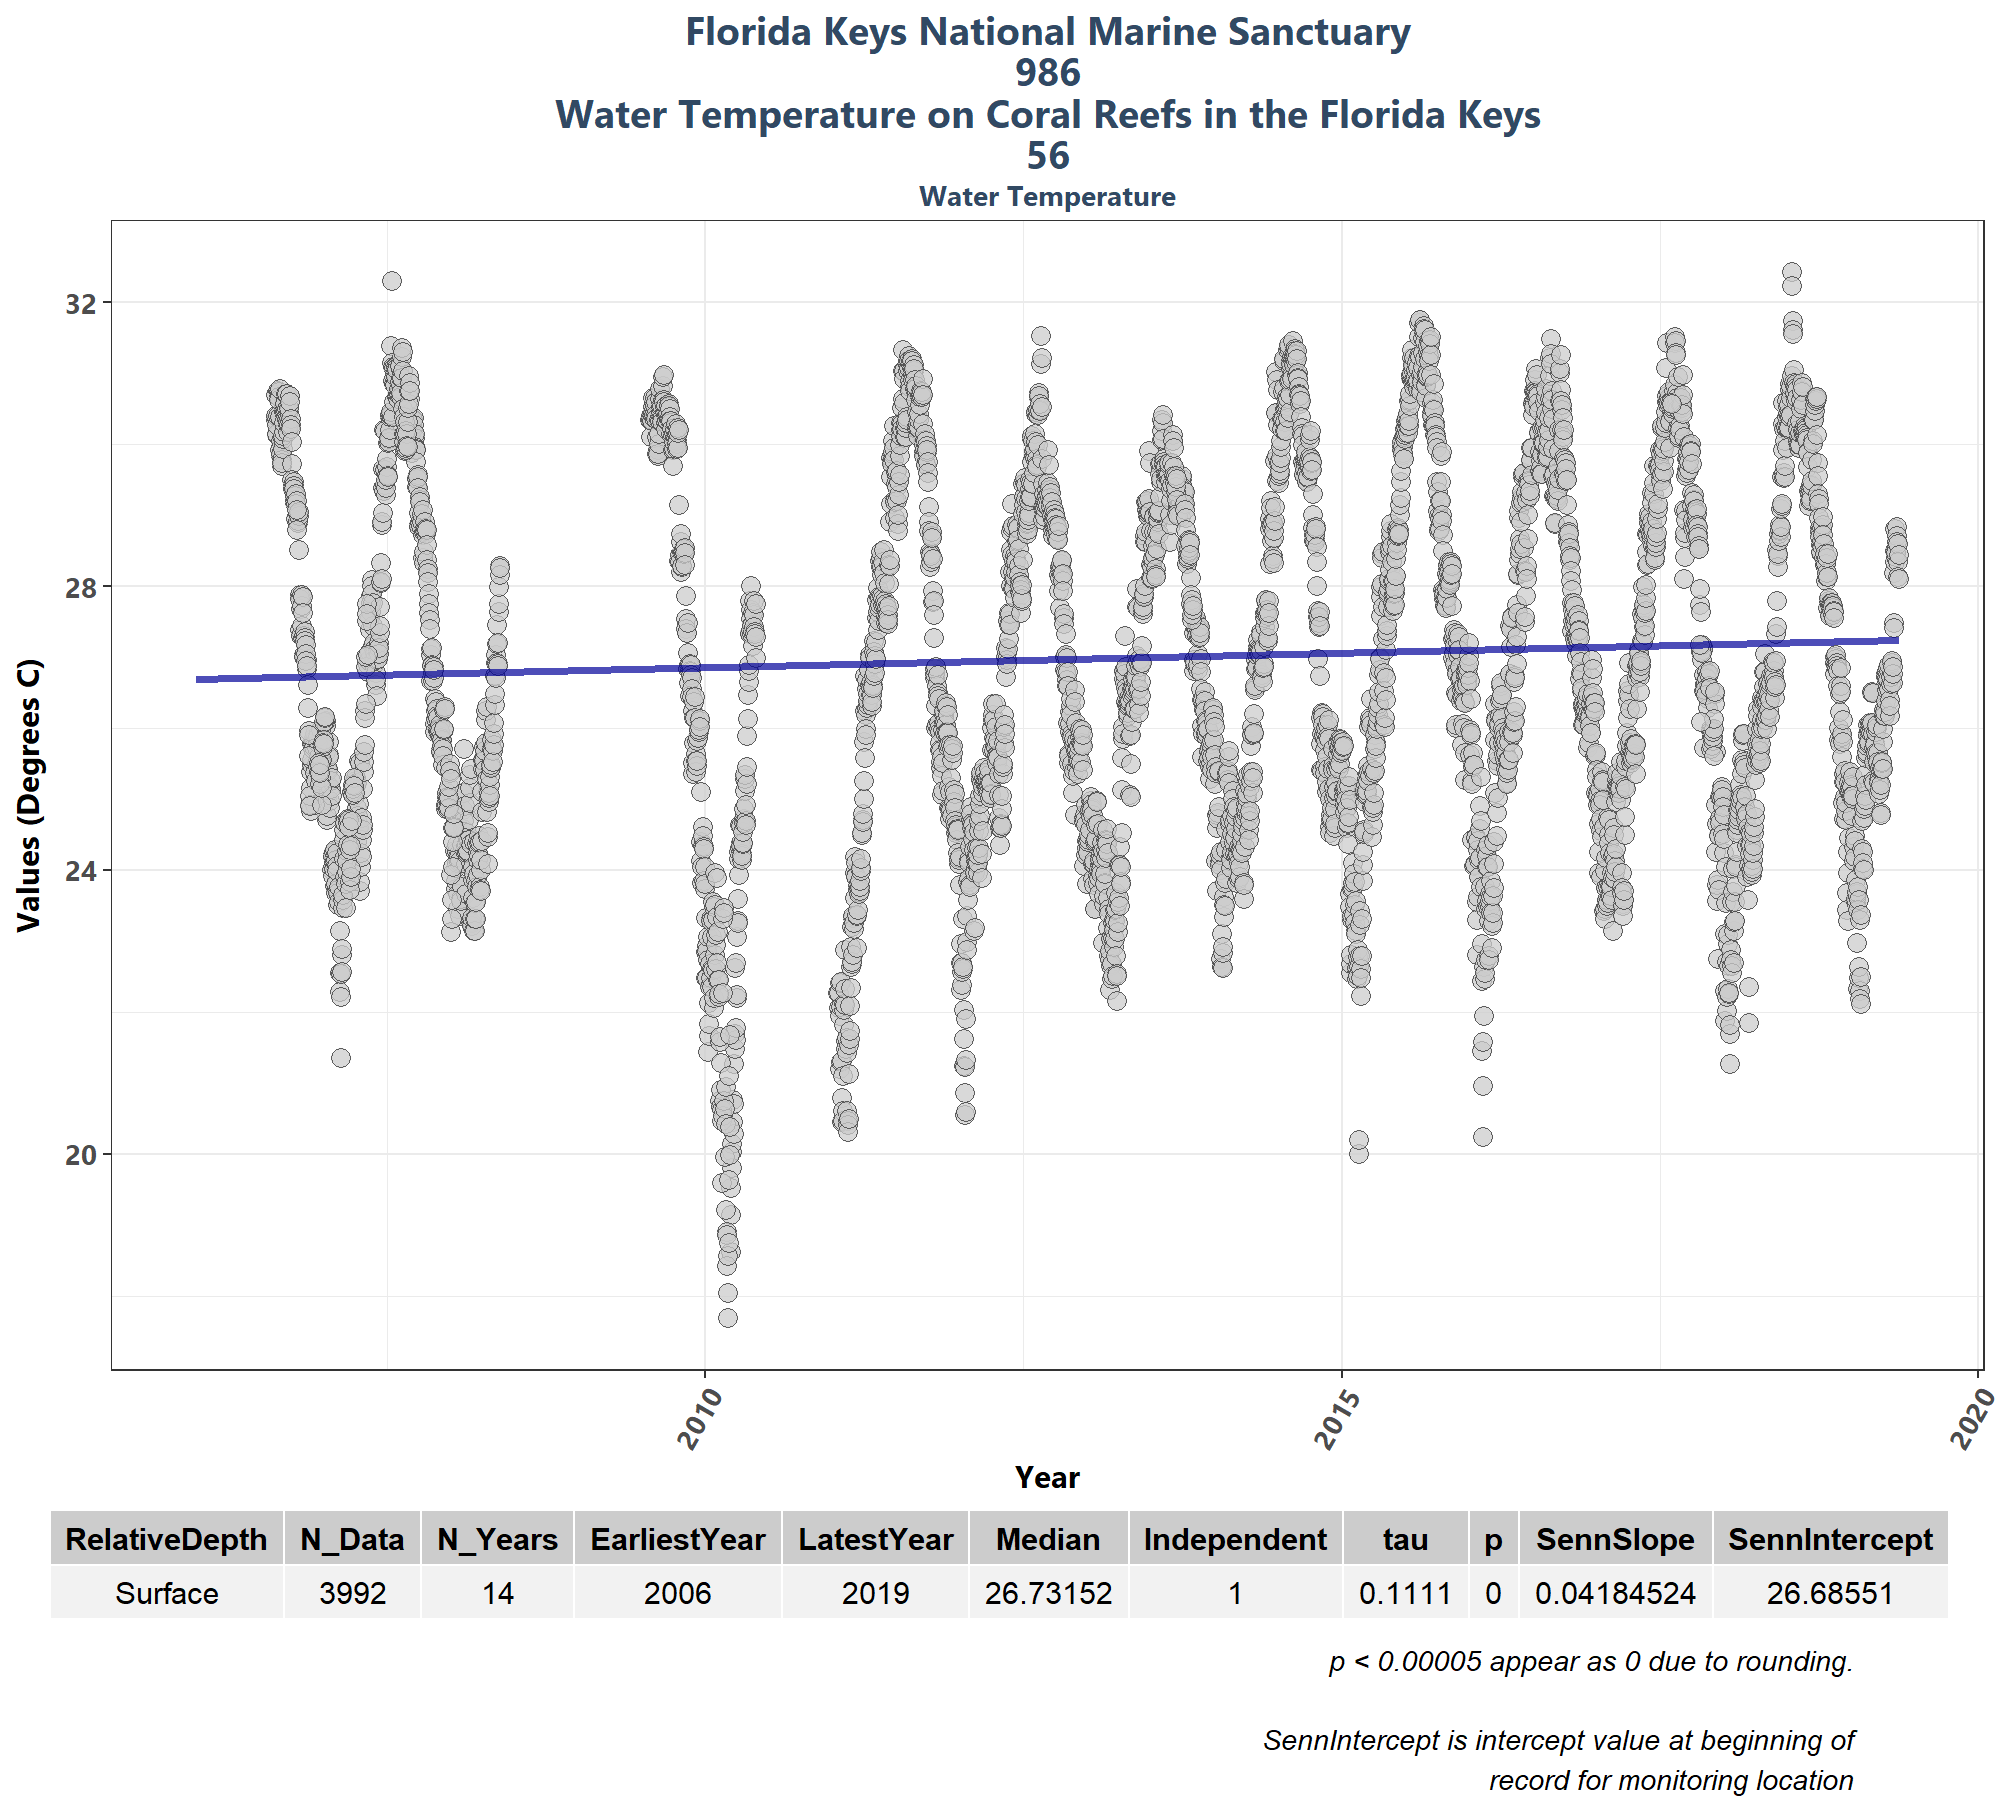 Florida Keys National Marine Sanctuary
986
Water Temperature on Coral Reefs in the Florida Keys
56
Water Temperature
32
28
24
20
Values (Degrees C)
2010
2015
2020
Year
RelativeDepth N_Data N_Years EarliestYear LatestYear Median Independent tau p SennSlope SennIntercept
Surface 3992 14 2006 2019 26.73152 1 0.1111 0 0.04184524 26.68551
p < 0.00005 appear as 0 due to rounding.
SennIntercept is intercept value at beginning of
record for monitoring location